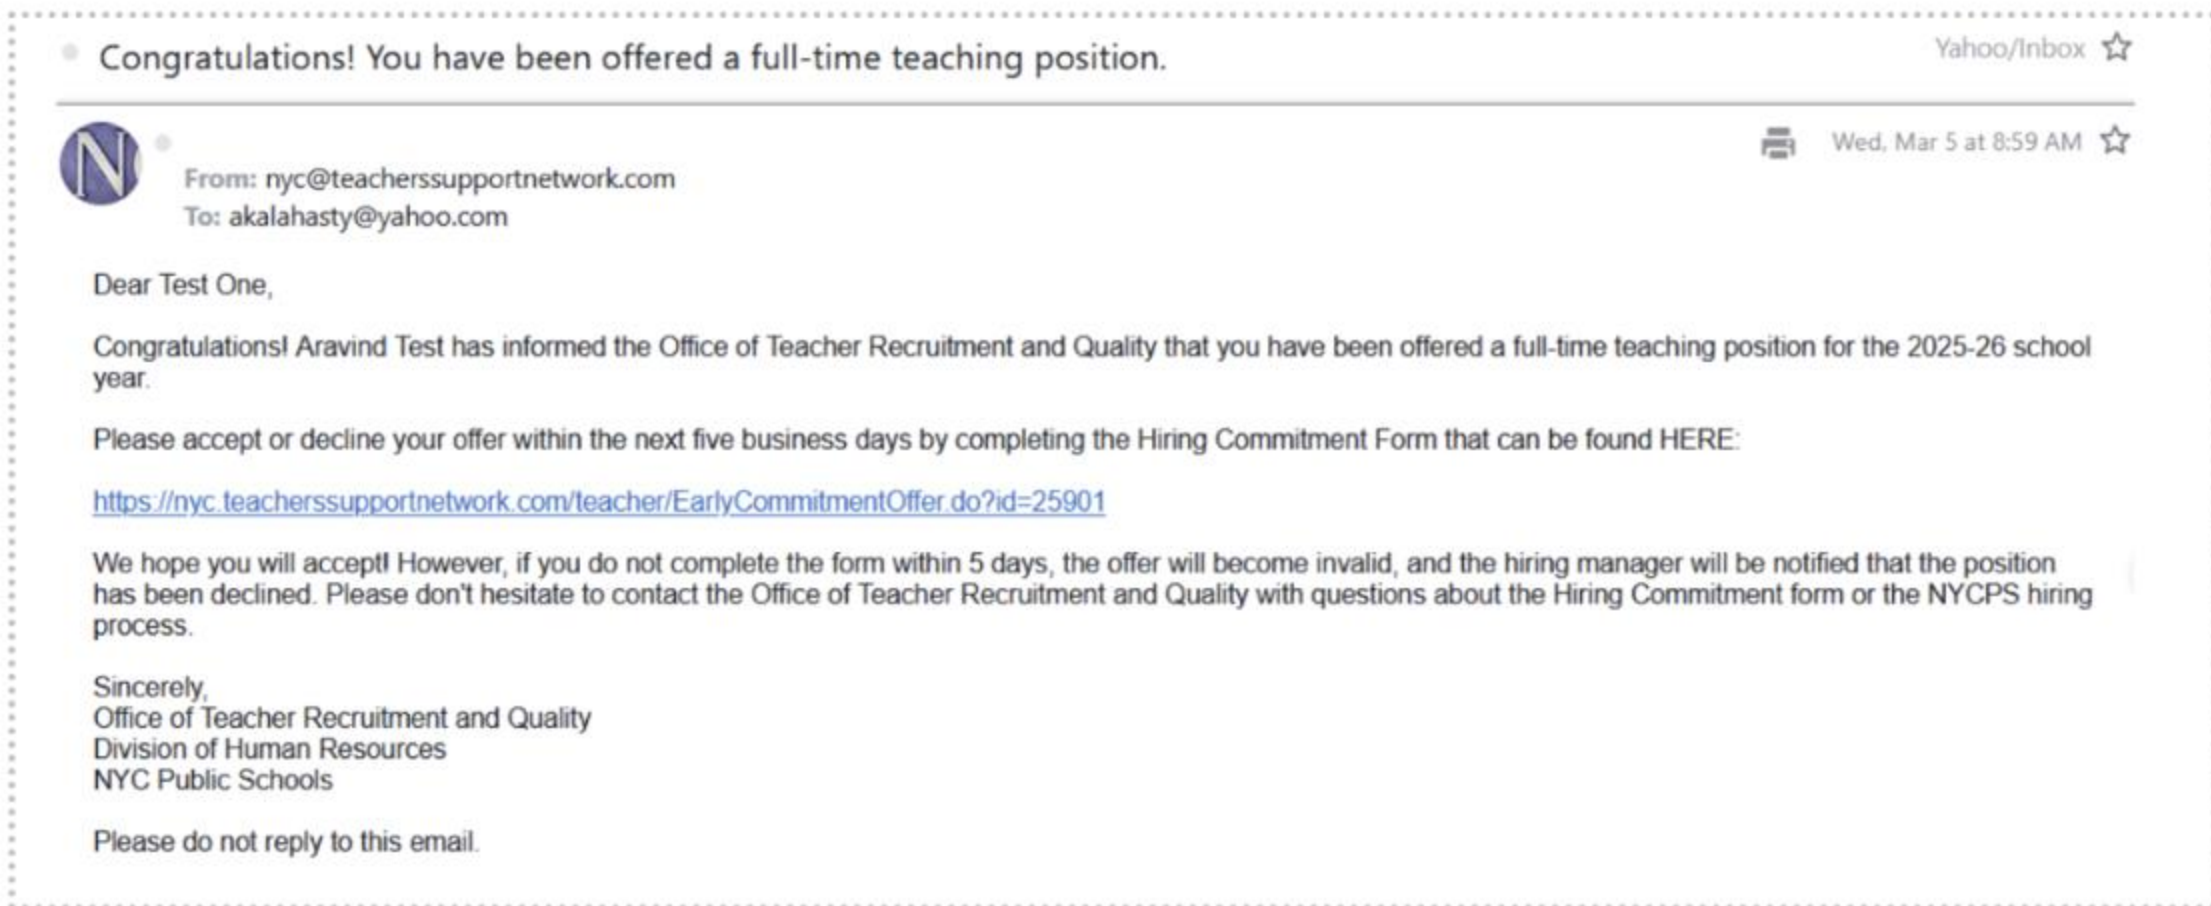 Congratulations! You have been offered a full-time teaching position.
Yahoo/Inbox
N
Wed, Mar 5 at 8:59 AM
From: nyc@teacherssupportnetwork.com
To: akalahasty@yahoo.com
Dear Test One,
Congratulations! Aravind Test has informed the Office of Teacher Recruitment and Quality that you have been offered a full-time teaching position for the 2025-26 school
year.
Please accept or decline your offer within the next five business days by completing the Hiring Commitment Form that can be found HERE:
https://nyc.teacherssupportnetwork.com/teacher/EarlyCommitmentOffer.do?id=25901
We hope you will accept! However, if you do not complete the form within 5 days, the offer will become invalid, and the hiring manager will be notified that the position
has been declined. Please don't hesitate to contact the Office of Teacher Recruitment and Quality with questions about the Hiring Commitment form or the NYCPS hiring
process.
Sincerely,
Office of Teacher Recruitment and Quality
Division of Human Resources
NYC Public Schools
Please do not reply to this email.